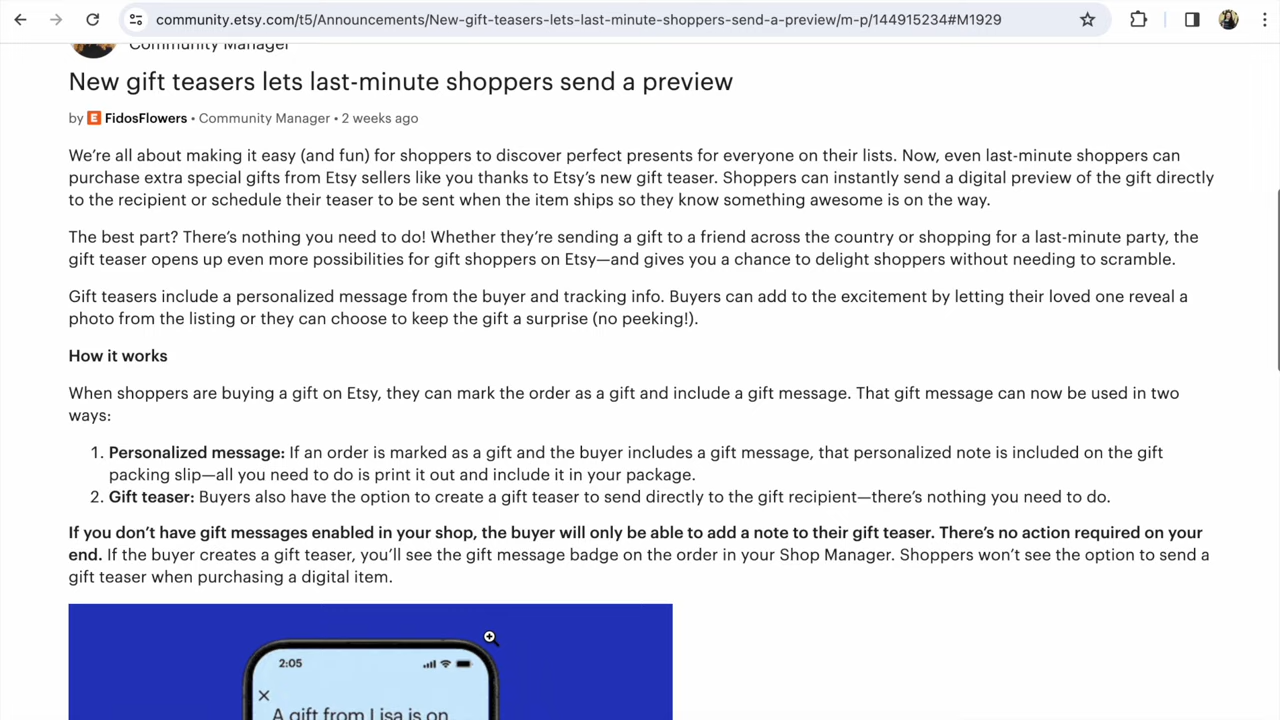 community.etsy.com/t5/Announcements/New-gift-teasers-lets-last-minute-shoppers-send-a-preview/m-p/144915234#M1929
Community Manager
New gift teasers lets last-minute shoppers send a preview
by E FidosFlowers • Community Manager • 2 weeks ago
We’re all about making it easy (and fun) for shoppers to discover perfect presents for everyone on their lists. Now, even last-minute shoppers can
purchase extra special gifts from Etsy sellers like you thanks to Etsy’s new gift teaser. Shoppers can instantly send a digital preview of the gift directly
to the recipient or schedule their teaser to be sent when the item ships so they know something awesome is on the way.
The best part? There’s nothing you need to do! Whether they’re sending a gift to a friend across the country or shopping for a last-minute party, the
gift teaser opens up even more possibilities for gift shoppers on Etsy—and gives you a chance to delight shoppers without needing to scramble.
Gift teasers include a personalized message from the buyer and tracking info. Buyers can add to the excitement by letting their loved one reveal a
photo from the listing or they can choose to keep the gift a surprise (no peeking!).
How it works
When shoppers are buying a gift on Etsy, they can mark the order as a gift and include a gift message. That gift message can now be used in two
ways:
1. Personalized message: If an order is marked as a gift and the buyer includes a gift message, that personalized note is included on the gift
packing slip—all you need to do is print it out and include it in your package.
2. Gift teaser: Buyers also have the option to create a gift teaser to send directly to the gift recipient—there’s nothing you need to do.
If you don’t have gift messages enabled in your shop, the buyer will only be able to add a note to their gift teaser. There’s no action required on your
end. If the buyer creates a gift teaser, you’ll see the gift message badge on the order in your Shop Manager. Shoppers won’t see the option to send a
gift teaser when purchasing a digital item.
2:05
A gift from Lisa is on